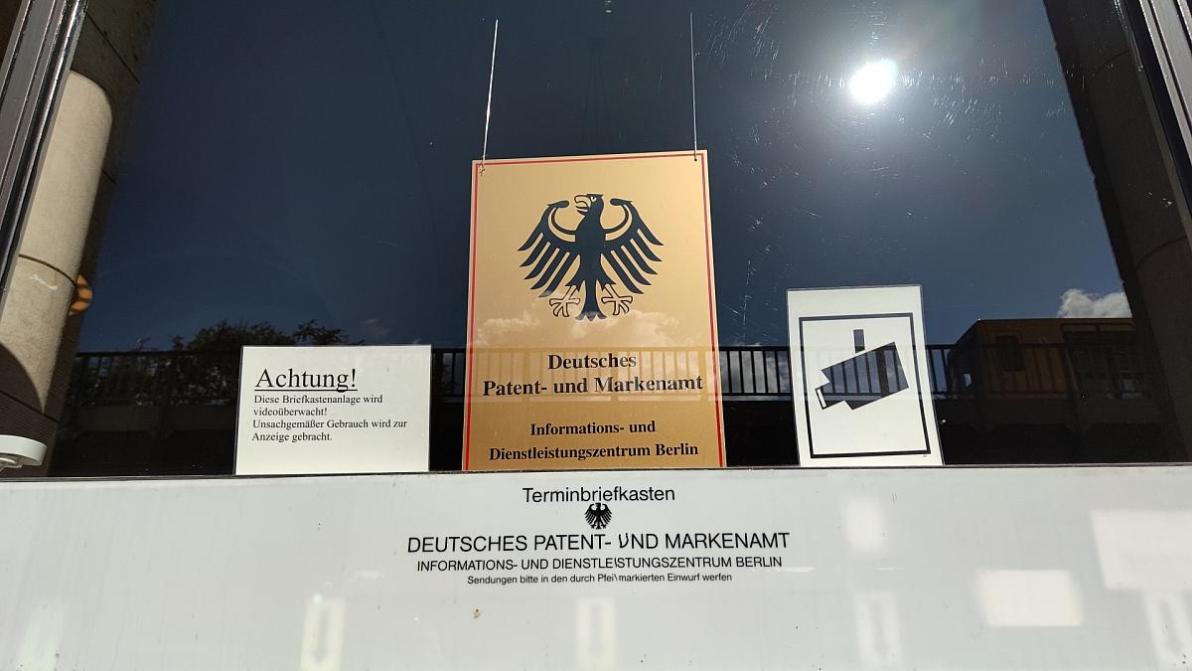 Achtung!
Diese Briefkastenanlage wird
videoüberwacht!
Unsachgemäßer Gebrauch wird zur
Anzeige gebracht.
Deutsches
Patent- und Markenamt
Informations- und
Dienstleistungszentrum Berlin
Terminbriefkasten
DEUTSCHES PATENT- UND MARKENAMT
INFORMATIONS- UND DIENSTLEISTUNGSZENTRUM BERLIN
Sendungen bitte in den durch Pfeil markierten Einwurf werfen